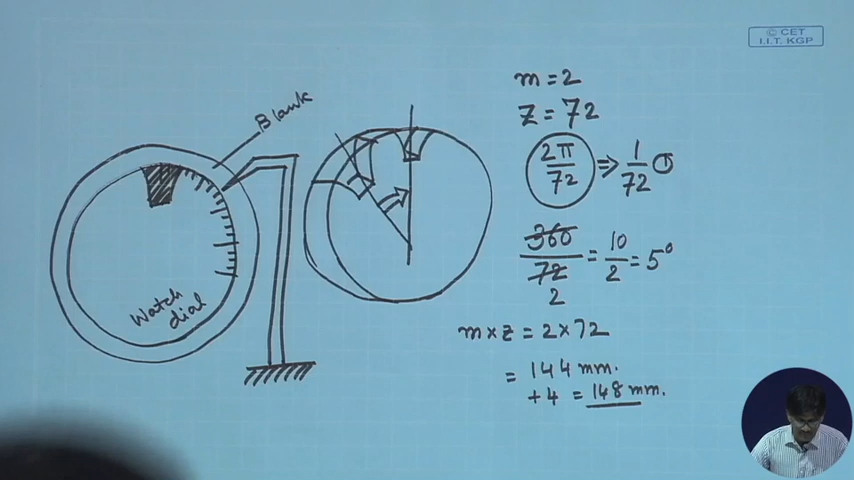 © CET
I.I.T. KGP
Blank
Watch
dial
m=2
Z=72
2π/72 ⇒ 1/72
360/72 = 10/2 = 5°
2
m×z = 2×72
= 144 mm.
+4 = 148 mm.